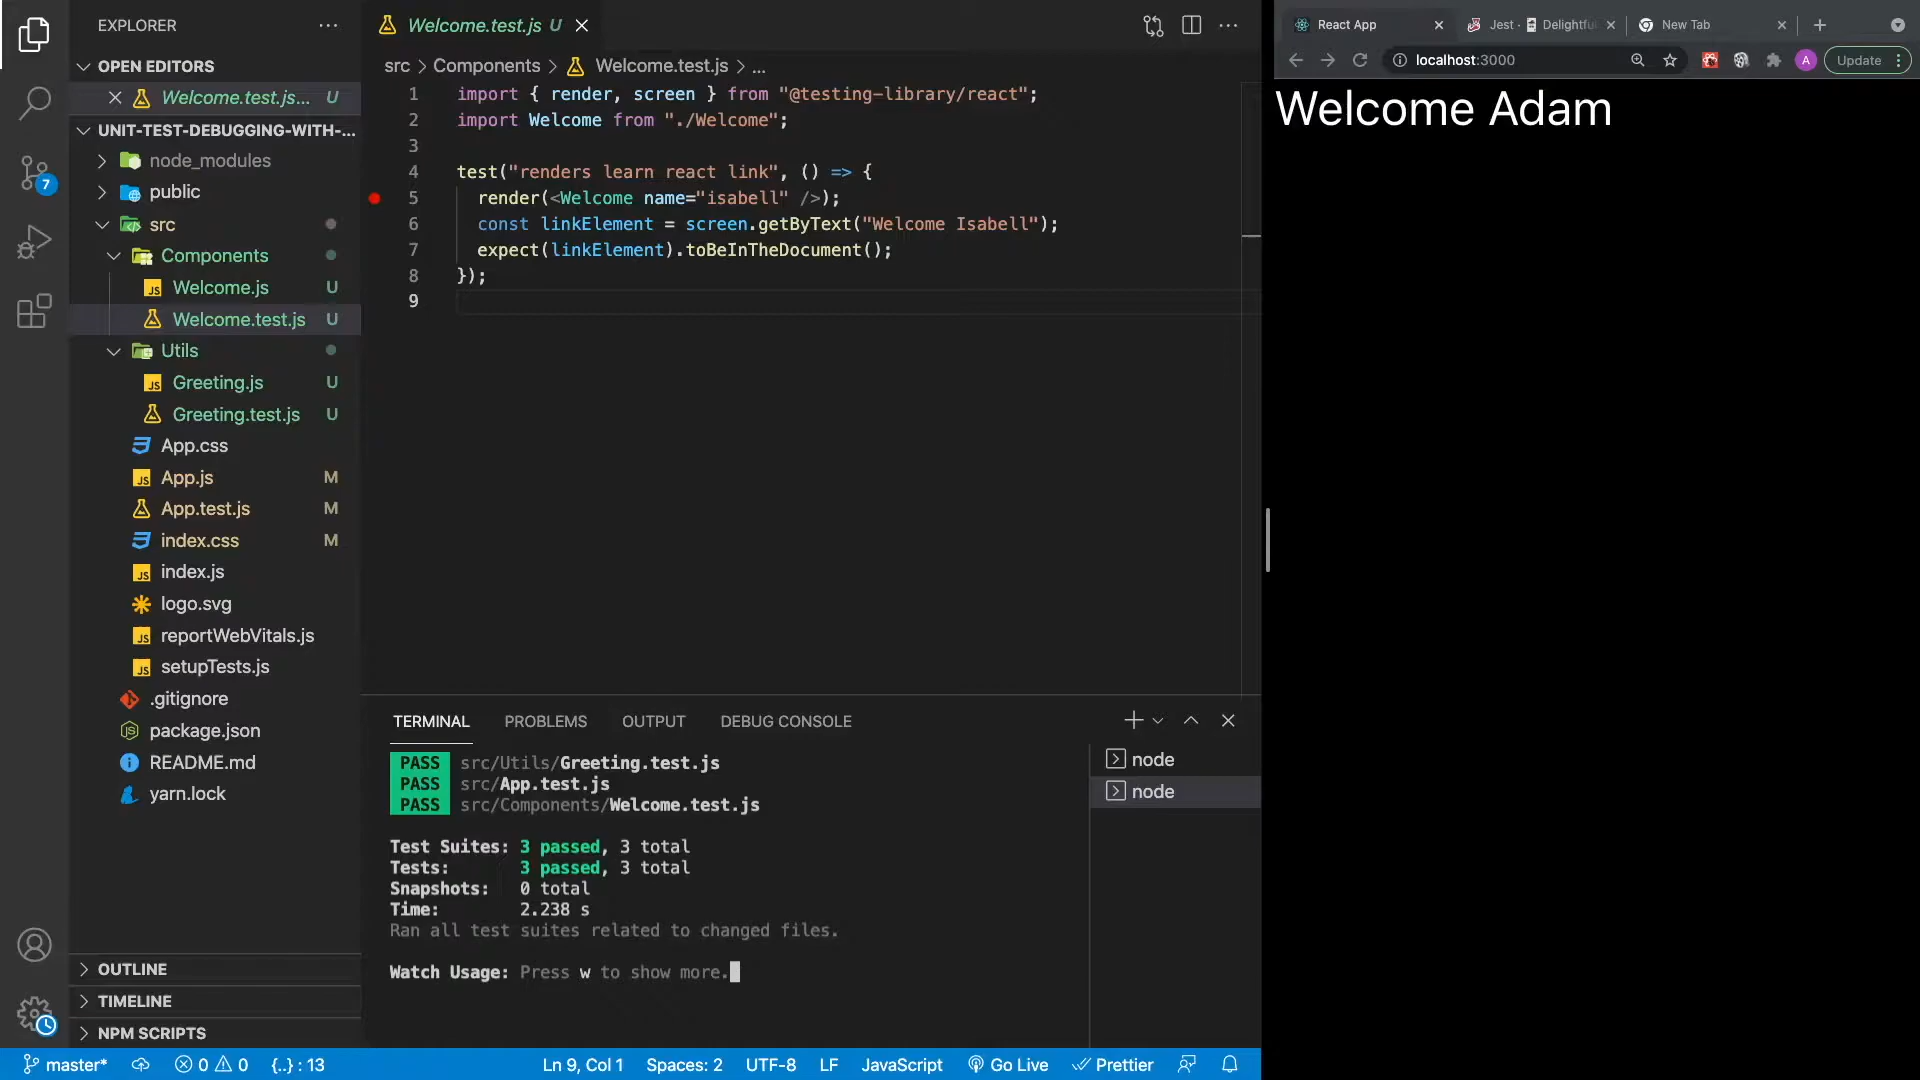 EXPLORER
OPEN EDITORS
Welcome.test.js... U
UNIT-TEST-DEBUGGING-WITH-...
node_modules
public
src
Components
Welcome.js U
Welcome.test.js U
Utils
Greeting.js U
Greeting.test.js U
App.css
App.js M
App.test.js M
index.css M
index.js
logo.svg
reportWebVitals.js
setupTests.js
.gitignore
package.json
README.md
yarn.lock
OUTLINE
TIMELINE
NPM SCRIPTS
7
Welcome.test.js U
src > Components > Welcome.test.js > ...
1 import { render, screen } from "@testing-library/react";
2 import Welcome from "./Welcome";
3
4 test("renders learn react link", () => {
5 render(<Welcome name="isabell" />);
6 const linkElement = screen.getByText("Welcome Isabell");
7 expect(linkElement).toBeInTheDocument();
8 });
9
TERMINAL PROBLEMS OUTPUT DEBUG CONSOLE
PASS src/Utils/Greeting.test.js
PASS src/App.test.js
PASS src/Components/Welcome.test.js
Test Suites: 3 passed, 3 total
Tests: 3 passed, 3 total
Snapshots: 0 total
Time: 2.238 s
Ran all test suites related to changed files.
Watch Usage: Press w to show more.
node
node
master* 0 0 {..} : 13 Ln 9, Col 1 Spaces: 2 UTF-8 LF JavaScript Go Live Prettier
React App Jest · Delightfu New Tab
localhost:3000 A Update
Welcome Adam